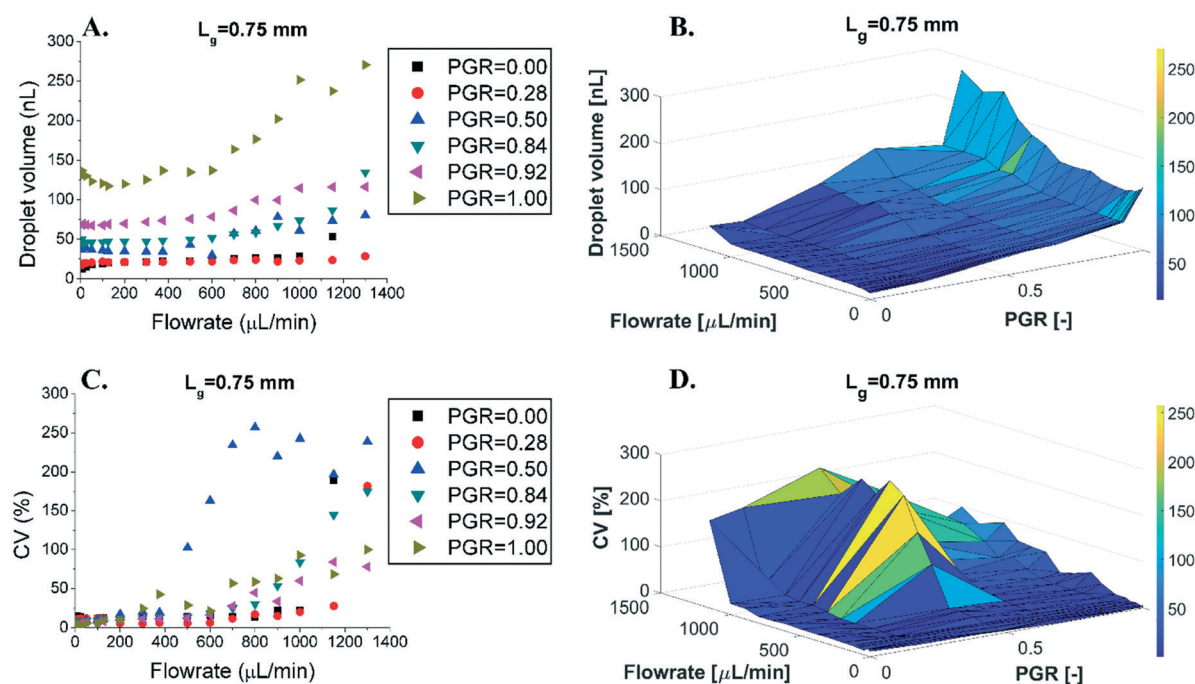 A.
L_g=0.75 mm
Droplet volume (nL)
300
250
200
150
100
50
0
0 200 400 600 800 1000 1200 1400
Flowrate (μL/min)
PGR=0.00
PGR=0.28
PGR=0.50
PGR=0.84
PGR=0.92
PGR=1.00
B.
L_g=0.75 mm
Droplet volume [nL]
300
200
100
0
1500
1000
500
0
Flowrate [μL/min]
0
0.5
PGR [-]
250
200
150
100
50
C.
L_g=0.75 mm
CV (%)
300
250
200
150
100
50
0
0 200 400 600 800 1000 1200 1400
Flowrate (μL/min)
PGR=0.00
PGR=0.28
PGR=0.50
PGR=0.84
PGR=0.92
PGR=1.00
D.
L_g=0.75 mm
CV [%]
300
200
100
0
1500
1000
500
0
Flowrate [μL/min]
0
0.5
PGR [-]
250
200
150
100
50